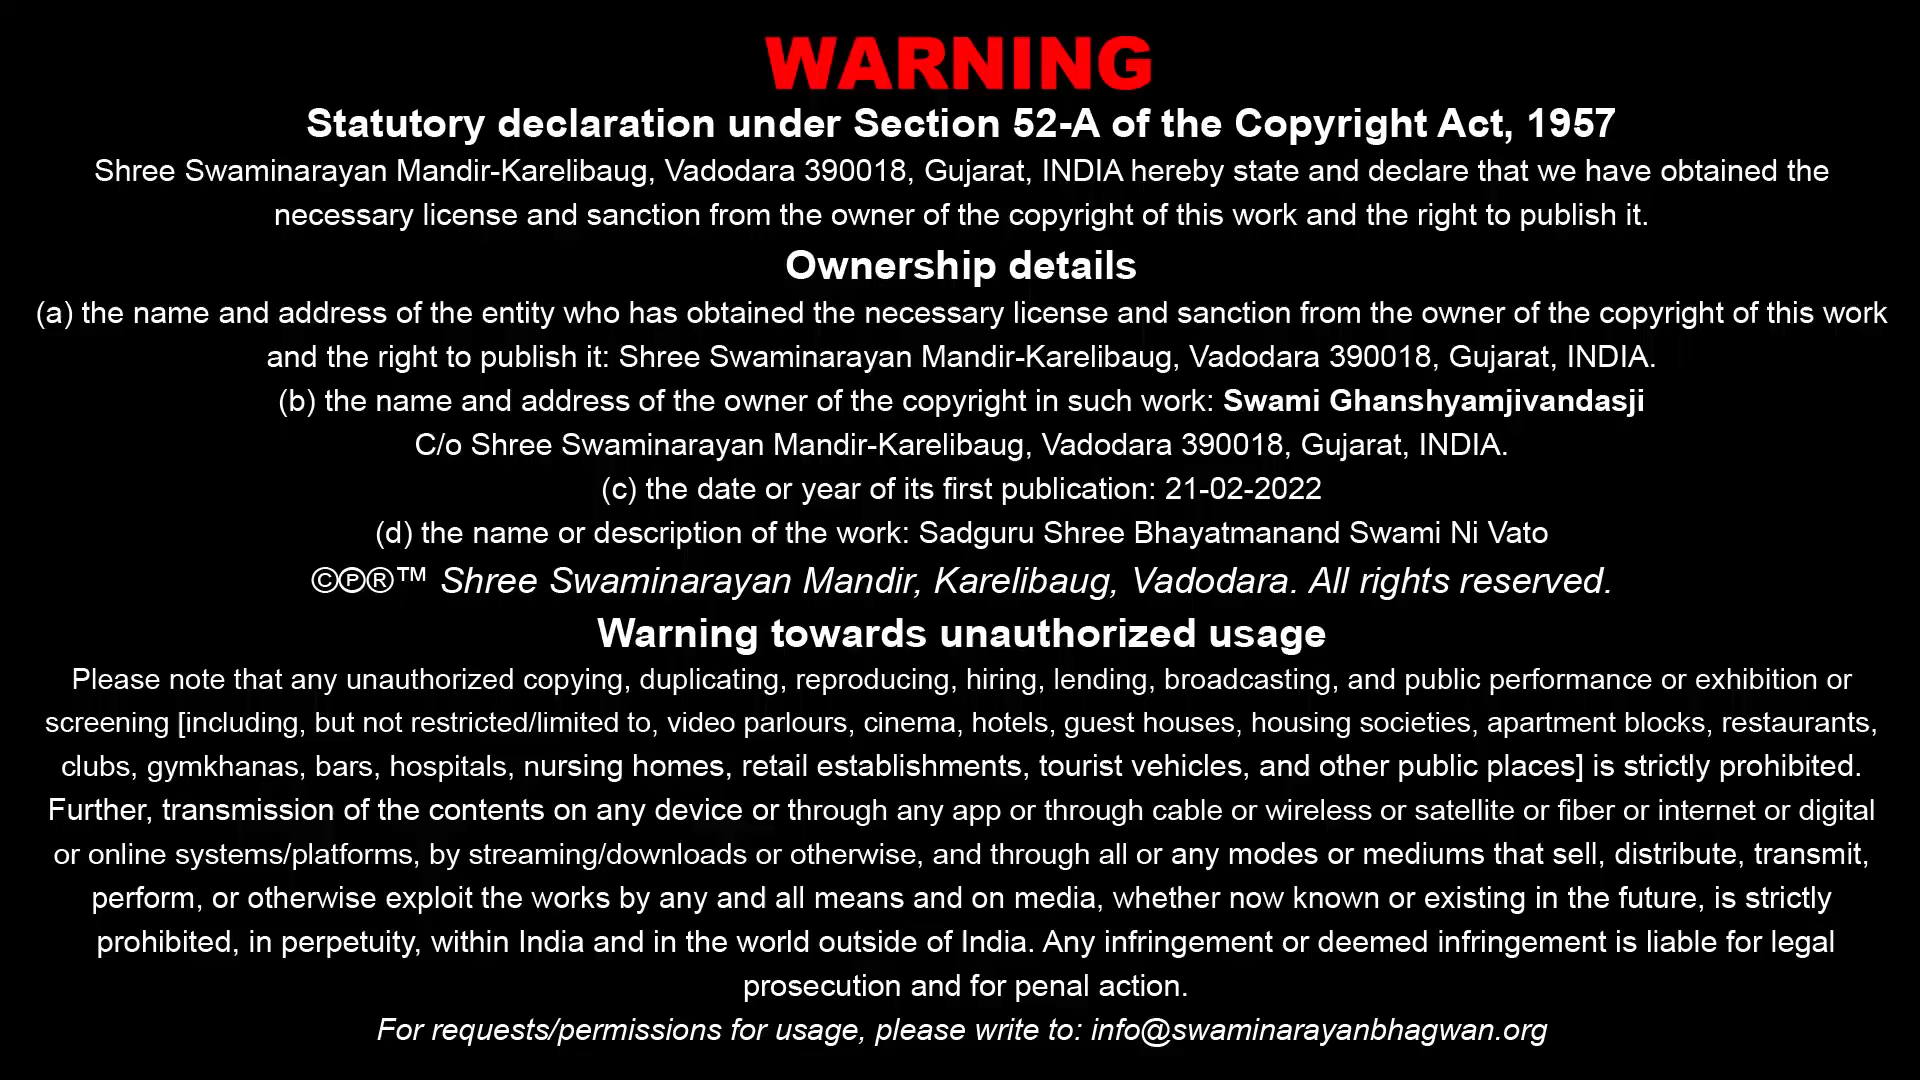 WARNING
Statutory declaration under Section 52-A of the Copyright Act, 1957
Shree Swaminarayan Mandir-Karelibaug, Vadodara 390018, Gujarat, INDIA hereby state and declare that we have obtained the
necessary license and sanction from the owner of the copyright of this work and the right to publish it.
Ownership details
(a) the name and address of the entity who has obtained the necessary license and sanction from the owner of the copyright of this work
and the right to publish it: Shree Swaminarayan Mandir-Karelibaug, Vadodara 390018, Gujarat, INDIA.
(b) the name and address of the owner of the copyright in such work: Swami Ghanshyamjivandasji
C/o Shree Swaminarayan Mandir-Karelibaug, Vadodara 390018, Gujarat, INDIA.
(c) the date or year of its first publication: 21-02-2022
(d) the name or description of the work: Sadguru Shree Bhayatmanand Swami Ni Vato
©℗®™ Shree Swaminarayan Mandir, Karelibaug, Vadodara. All rights reserved.
Warning towards unauthorized usage
Please note that any unauthorized copying, duplicating, reproducing, hiring, lending, broadcasting, and public performance or exhibition or
screening [including, but not restricted/limited to, video parlours, cinema, hotels, guest houses, housing societies, apartment blocks, restaurants,
clubs, gymkhanas, bars, hospitals, nursing homes, retail establishments, tourist vehicles, and other public places] is strictly prohibited.
Further, transmission of the contents on any device or through any app or through cable or wireless or satellite or fiber or internet or digital
or online systems/platforms, by streaming/downloads or otherwise, and through all or any modes or mediums that sell, distribute, transmit,
perform, or otherwise exploit the works by any and all means and on media, whether now known or existing in the future, is strictly
prohibited, in perpetuity, within India and in the world outside of India. Any infringement or deemed infringement is liable for legal
prosecution and for penal action.
For requests/permissions for usage, please write to: info@swaminarayanbhagwan.org